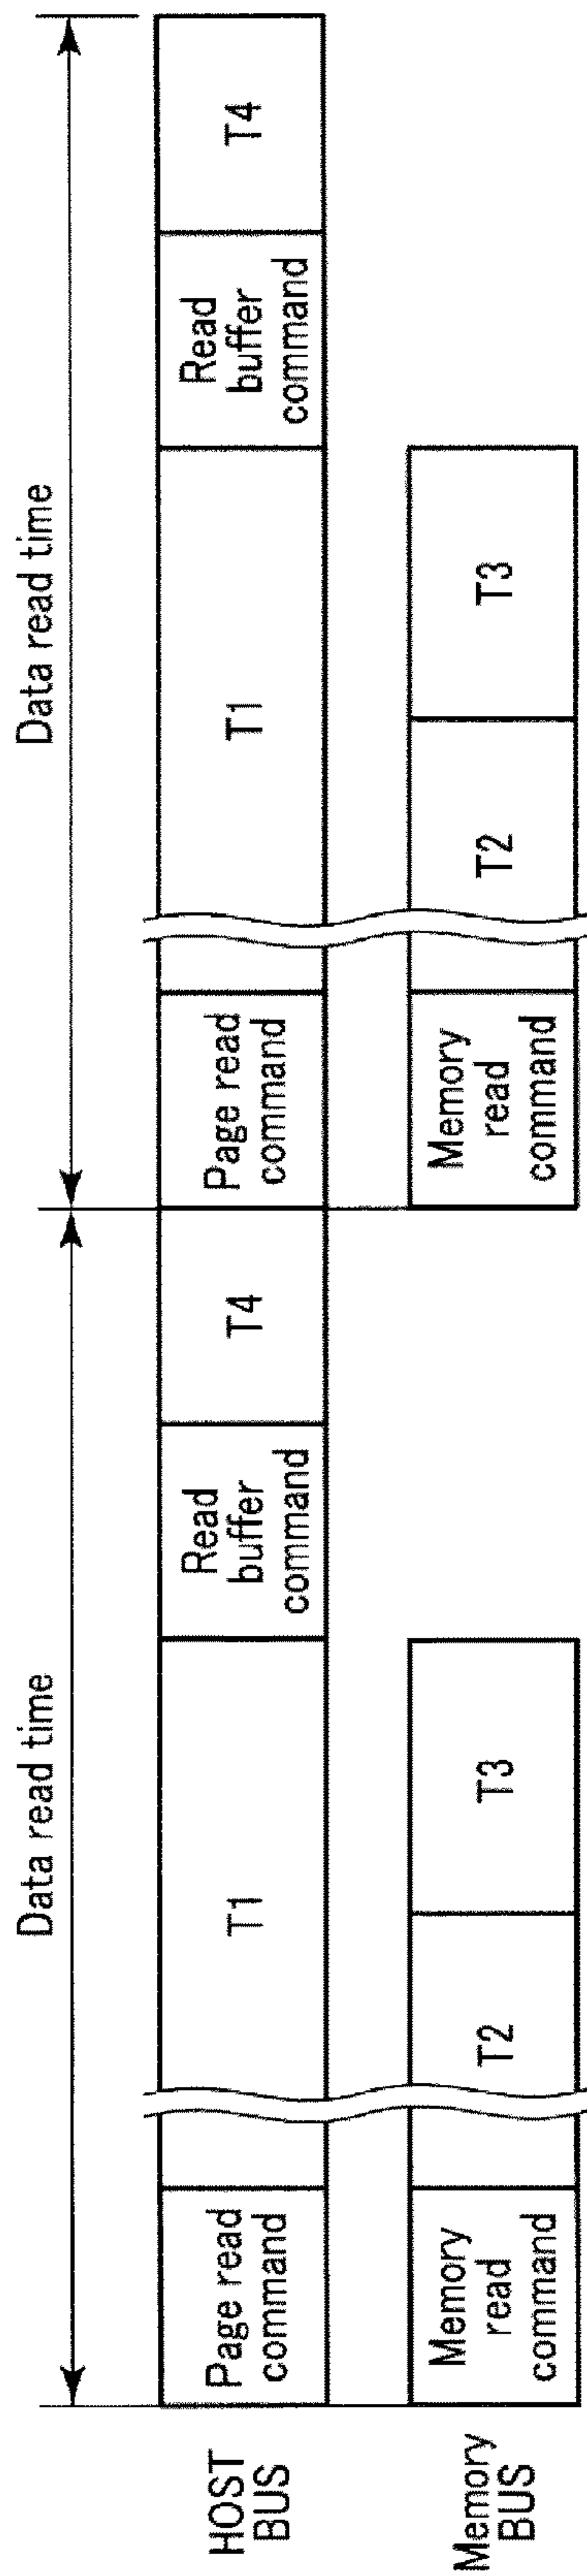 Data read time
Data read time
HOST
BUS
Page read
command
T1
Read
buffer
command
T4
Page read
command
T1
Read
buffer
command
T4
Memory
BUS
Memory
read
command
T2
T3
Memory
read
command
T2
T3